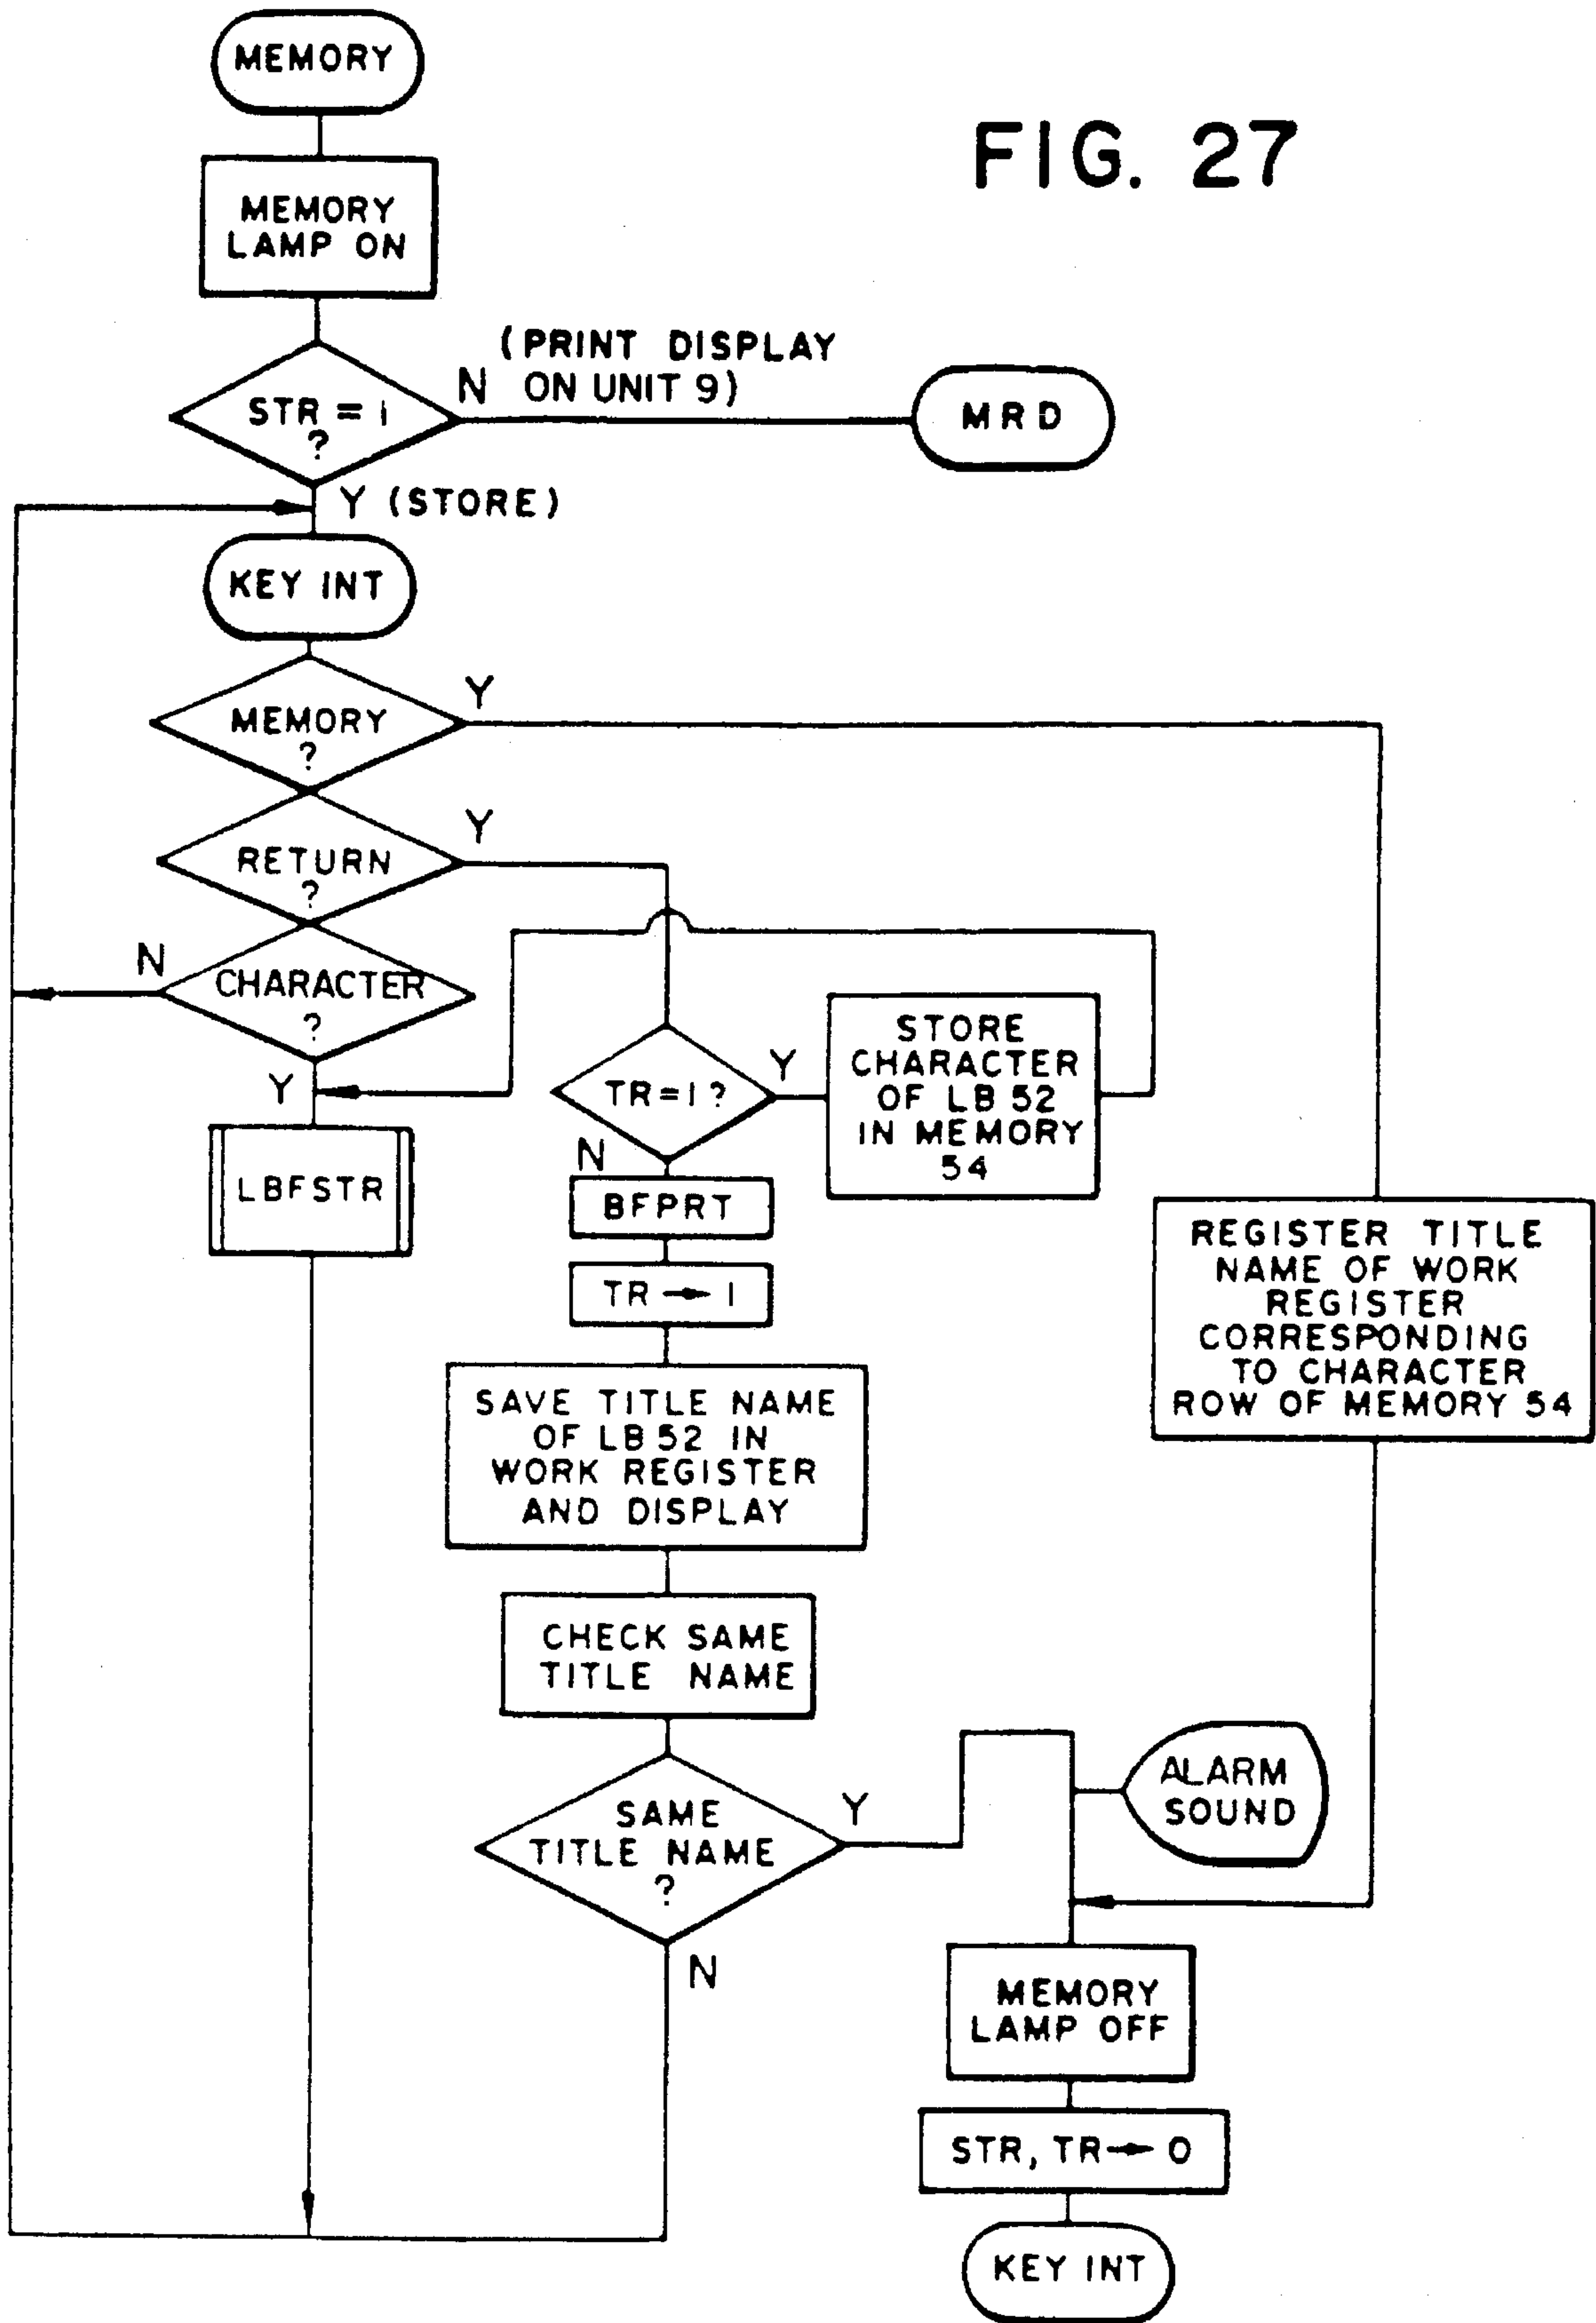 MEMORY
FIG. 27
MEMORY
LAMP ON
(PRINT DISPLAY
N ON UNIT 9)
STR = 1
?
MRD
Y (STORE)
KEY INT
Y
MEMORY
?
Y
RETURN
?
N
CHARACTER
?
Y
LBFSTR
TR=1?
Y
N
STORE
CHARACTER
OF LB 52
IN MEMORY
54
BFPRT
TR → 1
SAVE TITLE NAME
OF LB 52 IN
WORK REGISTER
AND DISPLAY
REGISTER TITLE
NAME OF WORK
REGISTER
CORRESPONDING
TO CHARACTER
ROW OF MEMORY 54
CHECK SAME
TITLE NAME
SAME
TITLE NAME
?
Y
N
ALARM
SOUND
MEMORY
LAMP OFF
STR, TR → 0
KEY INT